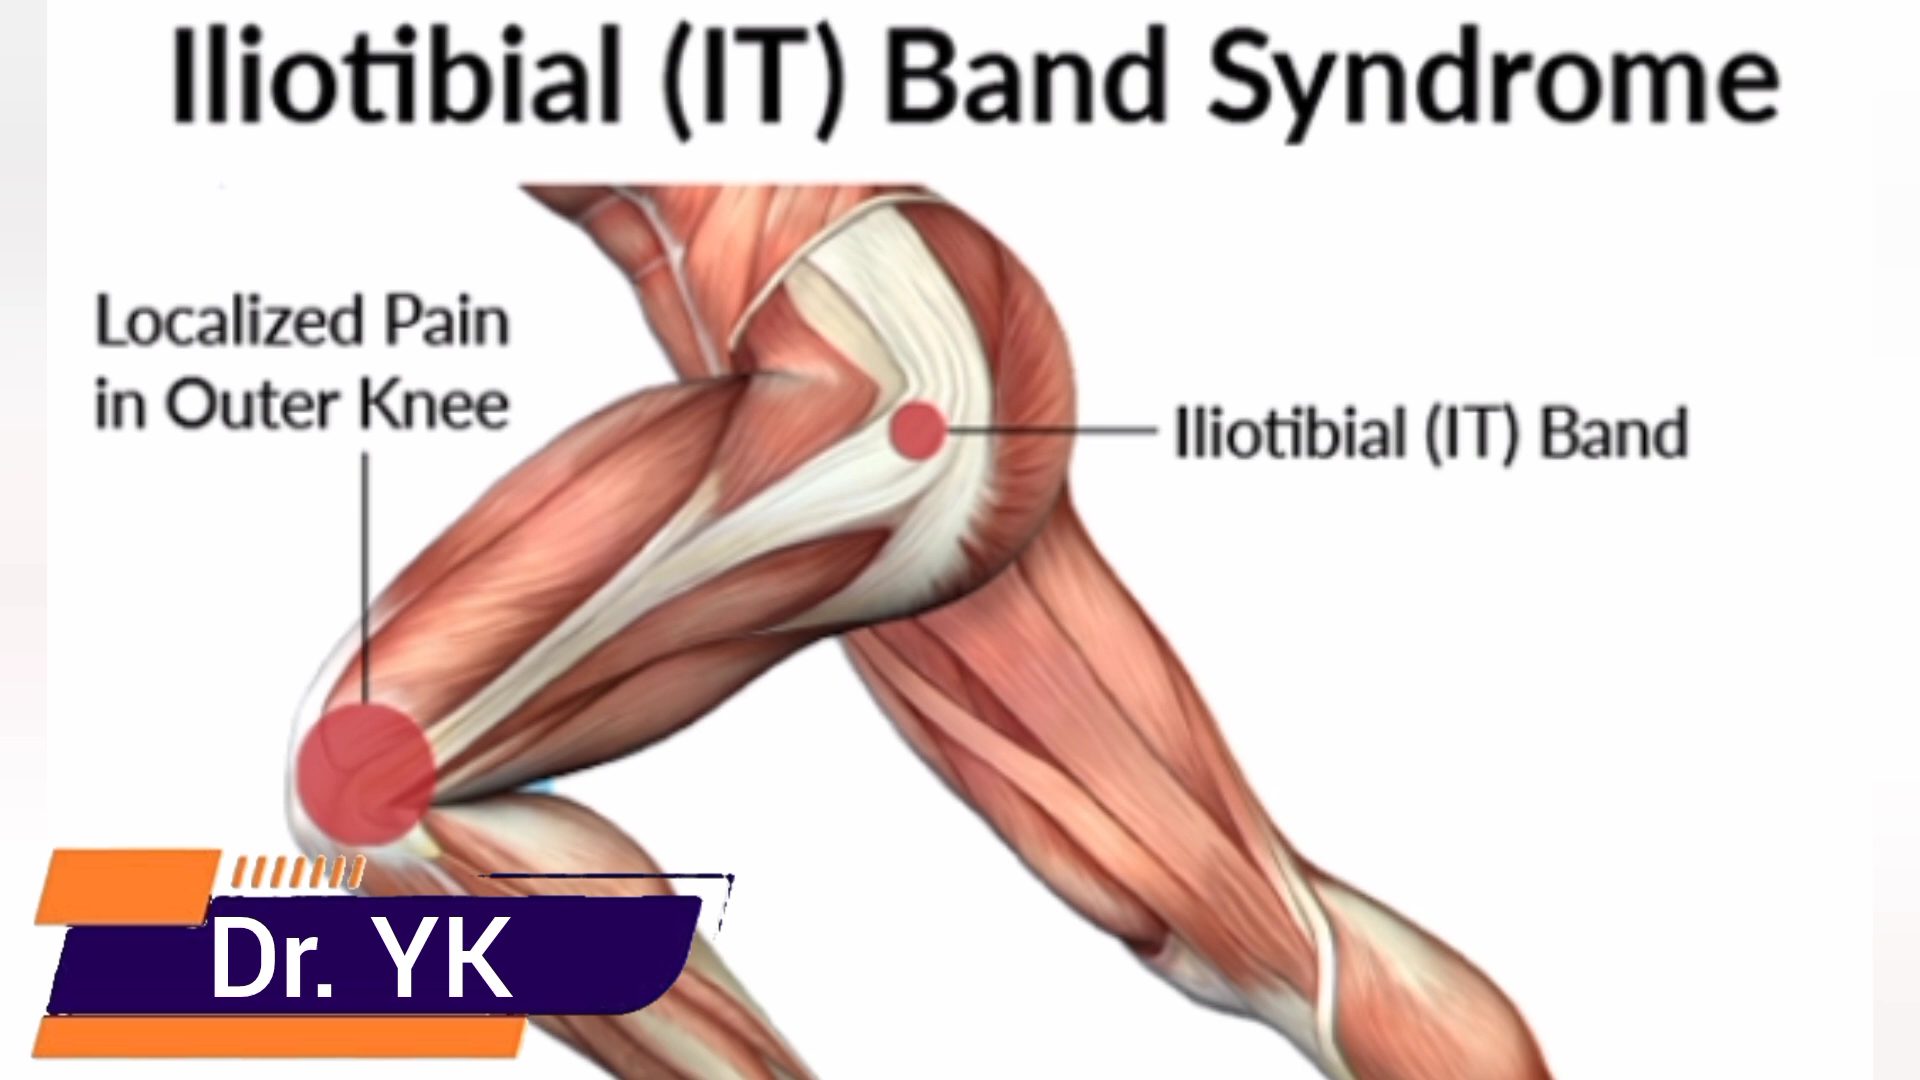 Iliotibial (IT) Band Syndrome
Localized Pain
in Outer Knee
Iliotibial (IT) Band
Dr. YK